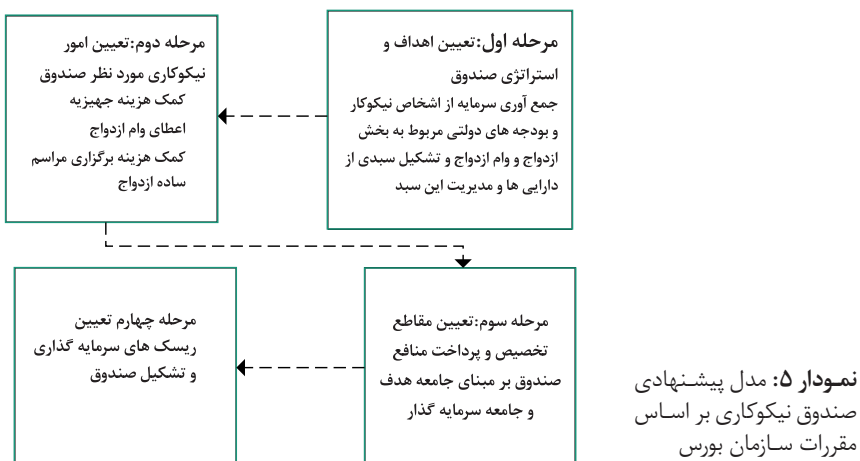 مرحله اول:تعیین اهداف و
استراتژی صندوق
جمع آوری سرمایه از اشخاص نیکوکار
و بودجه های دولتی مربوط به بخش
ازدواج و وام ازدواج و تشکیل سبدی از
دارایی ها و مدیریت این سبد
مرحله دوم:تعیین امور
نیکوکاری مورد نظر صندوق
کمک هزینه جهیزیه
اعطای وام ازدواج
کمک هزینه برگزاری مراسم
ساده ازدواج
مرحله سوم:تعیین مقاطع
تخصیص و پرداخت منافع
صندوق بر مبنای جامعه هدف
و جامعه سرمایه گذار
مرحله چهارم تعیین
ریسک های سرمایه گذاری
و تشکیل صندوق
نمـودار ۵: مدل پیشـنهادی
صندوق نیکوکاری بر اسـاس
مقررات سـازمان بورس